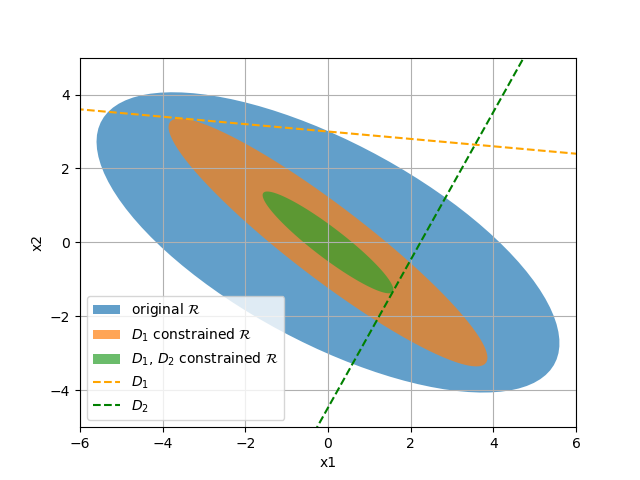 4
2
0
−2
−4
x2
original ℛ
D₁ constrained ℛ
D₁, D₂ constrained ℛ
D₁
D₂
−6 −4 −2 0 2 4 6
x1